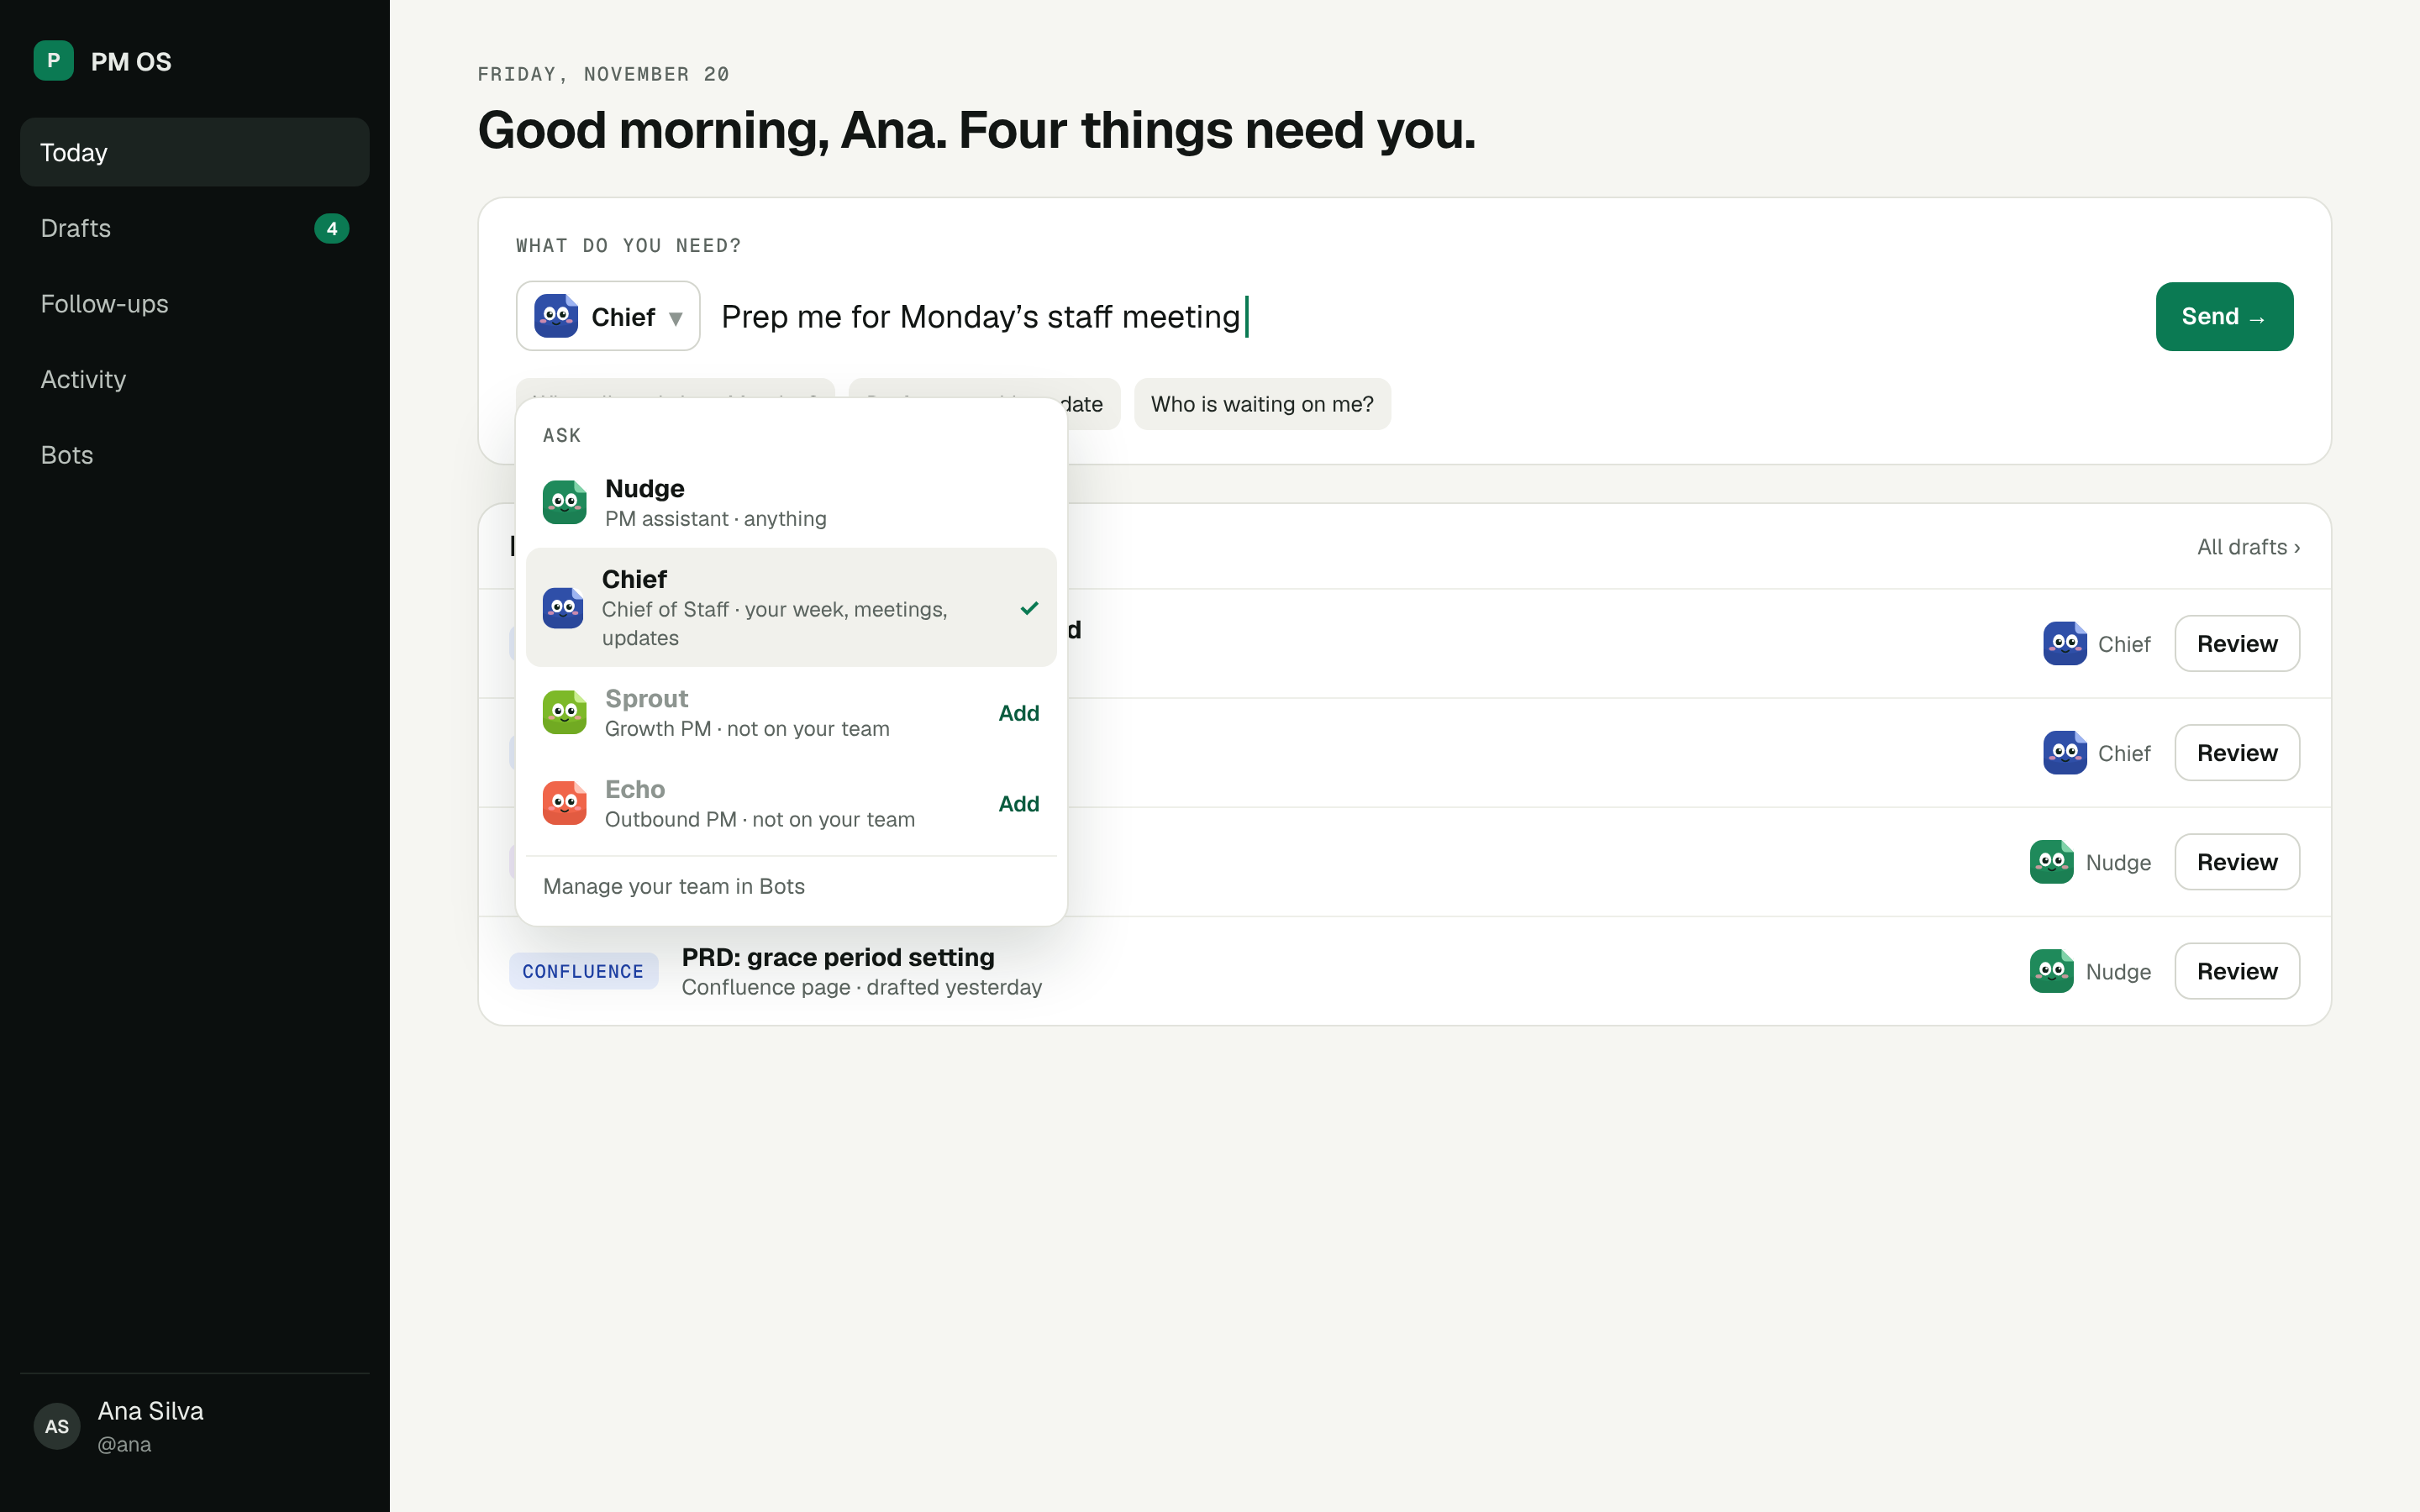 P
PM OS
Today
Drafts
4
Follow-ups
Activity
Bots
AS
Ana Silva
@ana
FRIDAY, NOVEMBER 20
Good morning, Ana. Four things need you.
WHAT DO YOU NEED?
Chief ▾
Prep me for Monday’s staff meeting
Send →
Who is waiting on me?
ASK
Nudge
PM assistant · anything
Chief
Chief of Staff · your week, meetings,
updates
✓
Sprout
Growth PM · not on your team
Add
Echo
Outbound PM · not on your team
Add
Manage your team in Bots
All drafts ›
Chief
Review
Chief
Review
Nudge
Review
CONFLUENCE
PRD: grace period setting
Confluence page · drafted yesterday
Nudge
Review